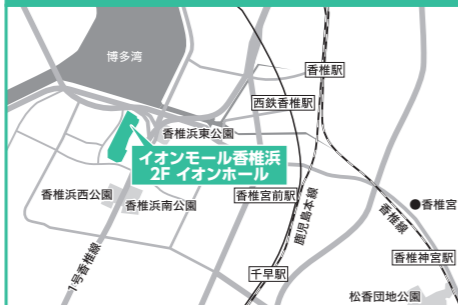 博多湾
香椎駅
西鉄香椎駅
香椎浜東公園
イオンモール香椎浜
2F イオンホール
香椎浜西公園
香椎浜南公園
香椎宮前駅
鹿児島本線
香椎線
●香椎宮
1号香椎線
香椎神宮駅
千早駅
松香団地公園